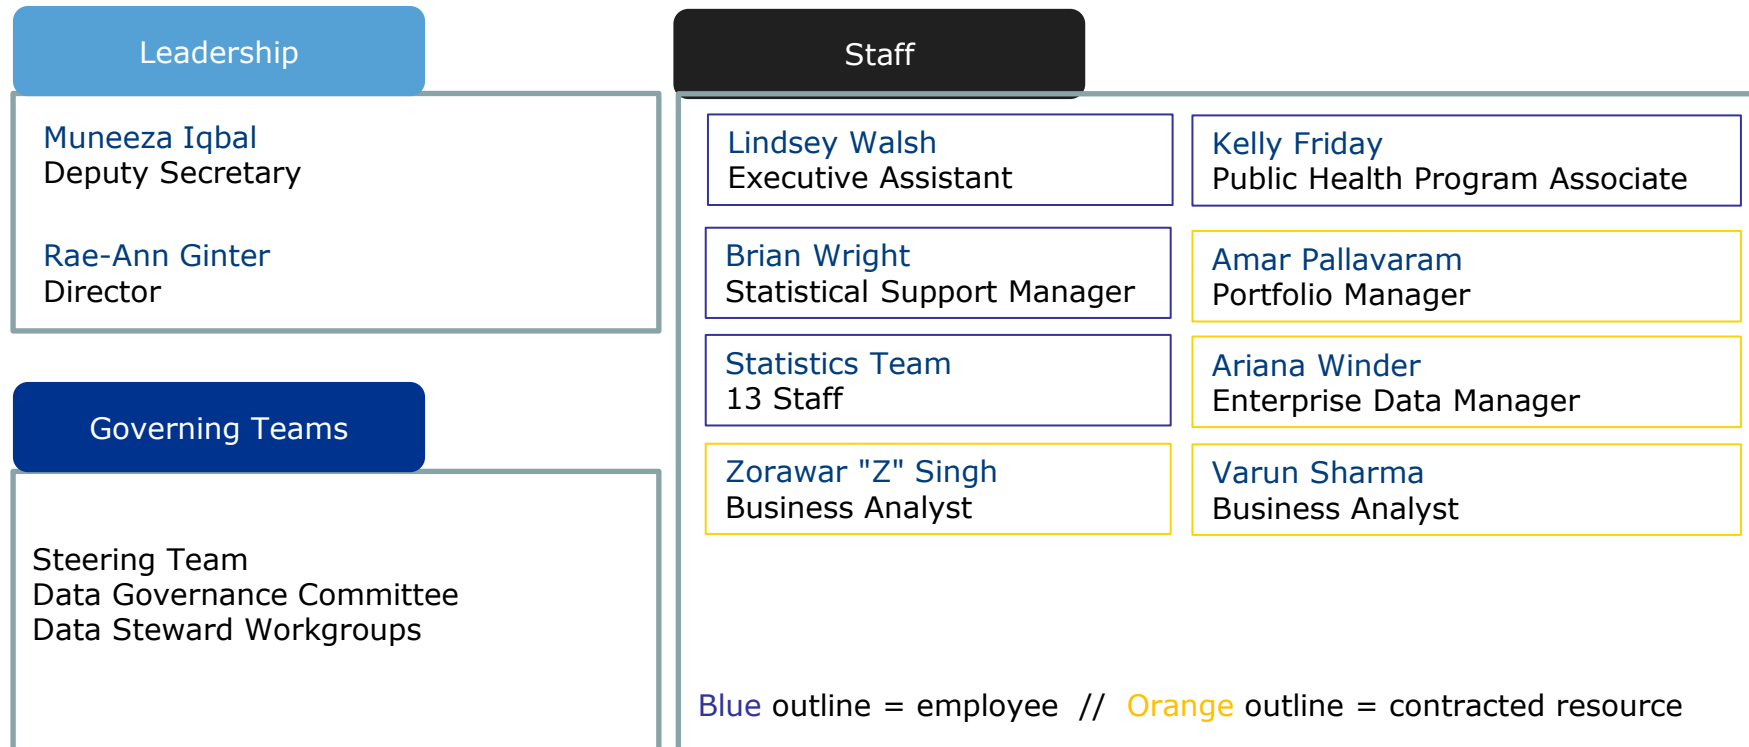 Leadership
Muneeza Iqbal
Deputy Secretary
Rae-Ann Ginter
Director
Governing Teams
Steering Team
Data Governance Committee
Data Steward Workgroups
Staff
Lindsey Walsh
Executive Assistant
Kelly Friday
Public Health Program Associate
Brian Wright
Statistical Support Manager
Amar Pallavaram
Portfolio Manager
Statistics Team
13 Staff
Ariana Winder
Enterprise Data Manager
Zorawar "Z" Singh
Business Analyst
Varun Sharma
Business Analyst
Blue outline = employee // Orange outline = contracted resource